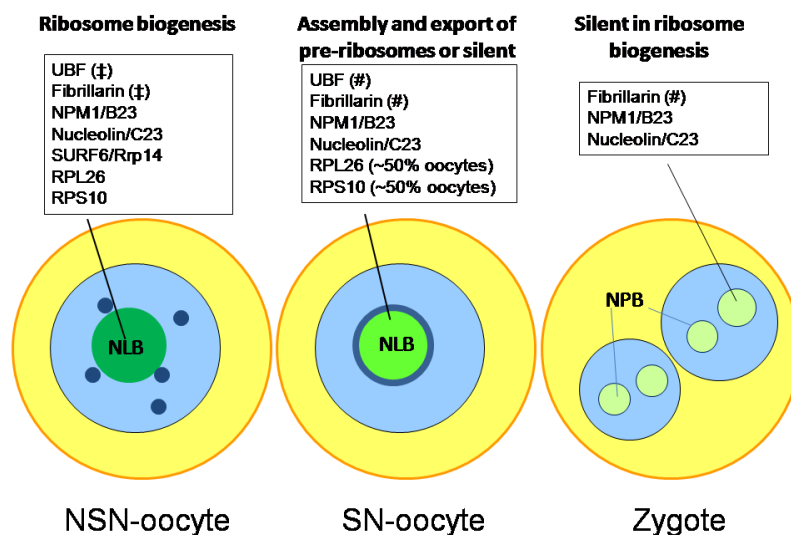 Ribosome biogenesis
UBF (‡)
Fibrillarin (‡)
NPM1/B23
Nucleolin/C23
SURF6/Rrp14
RPL26
RPS10
NLB
NSN-oocyte
Assembly and export of
pre-ribosomes or silent
UBF (#)
Fibrillarin (#)
NPM1/B23
Nucleolin/C23
RPL26 (~50% oocytes)
RPS10 (~50% oocytes)
NLB
SN-oocyte
Silent in ribosome
biogenesis
Fibrillarin (#)
NPM1/B23
Nucleolin/C23
NPB
Zygote